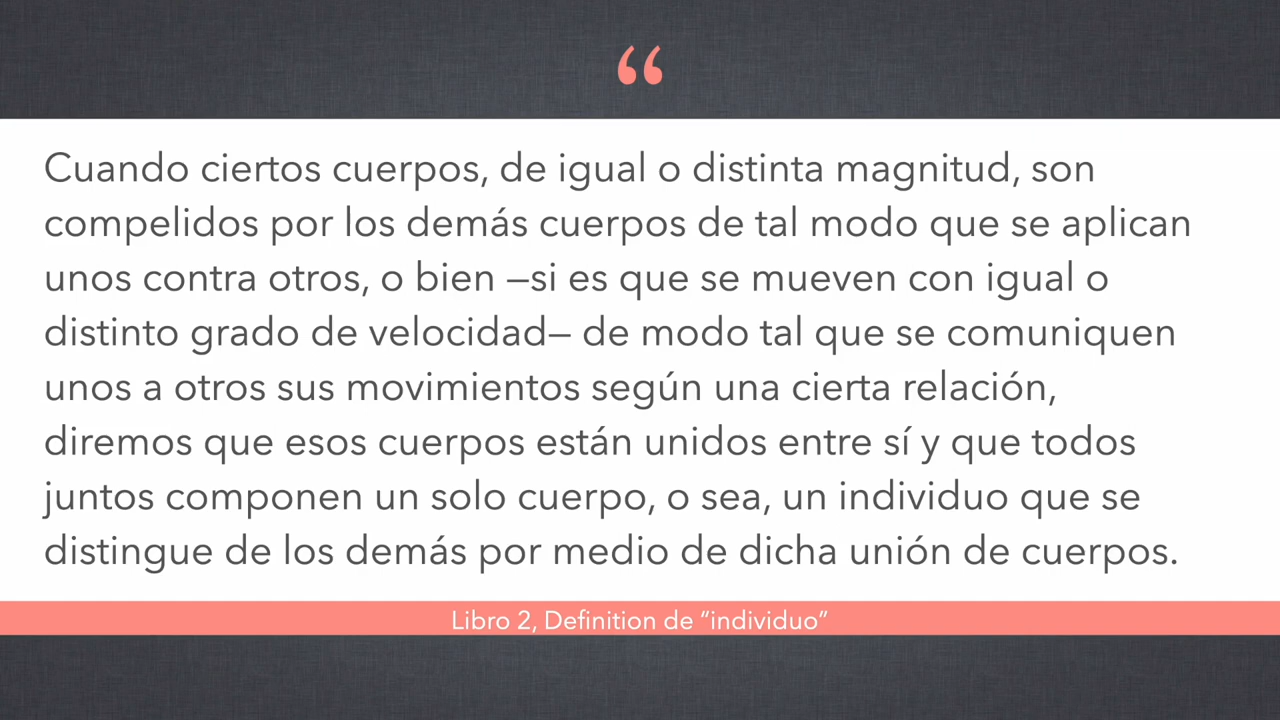 “
Cuando ciertos cuerpos, de igual o distinta magnitud, son
compelidos por los demás cuerpos de tal modo que se aplican
unos contra otros, o bien —si es que se mueven con igual o
distinto grado de velocidad— de modo tal que se comuniquen
unos a otros sus movimientos según una cierta relación,
diremos que esos cuerpos están unidos entre sí y que todos
juntos componen un solo cuerpo, o sea, un individuo que se
distingue de los demás por medio de dicha unión de cuerpos.
Libro 2, Definition de “individuo”